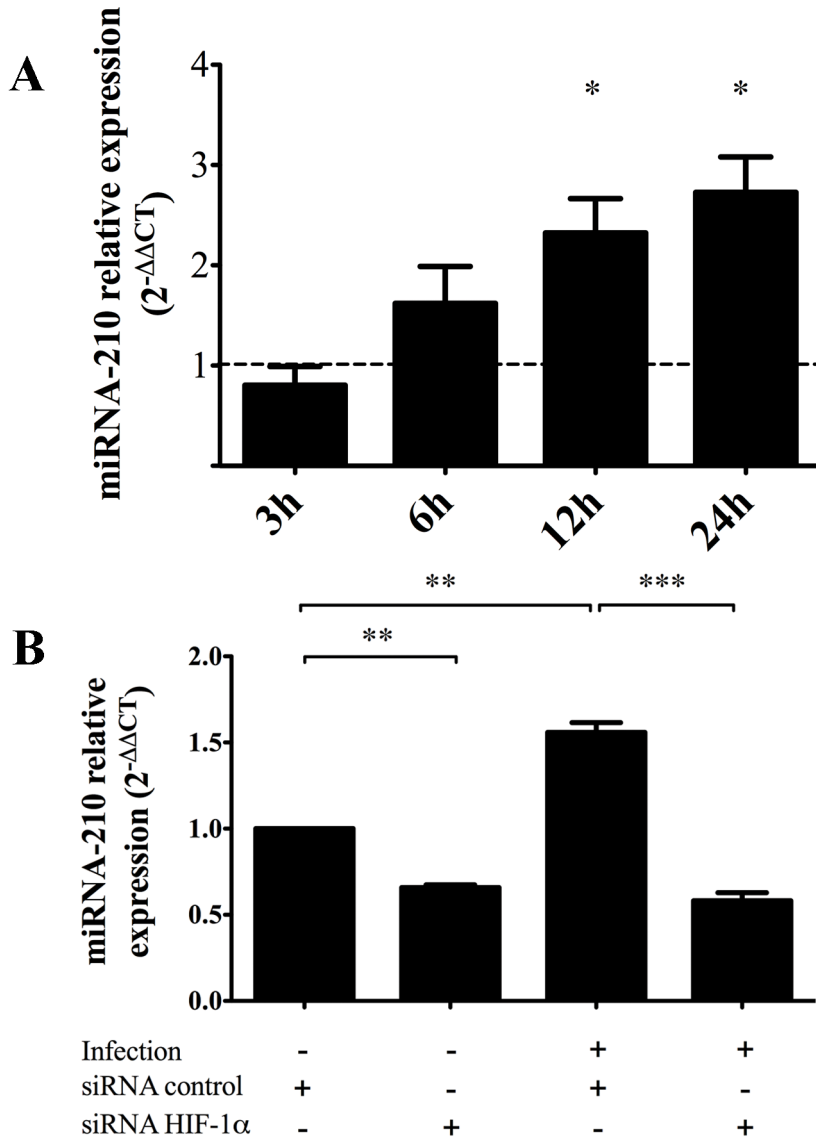 A
miRNA-210 relative expression
(2-ΔΔCT)
4
3
2
1
* *
3h 6h 12h 24h
B
** ***
**
miRNA-210 relative
expression (2-ΔΔCT)
2.0
1.5
1.0
0.5
0.0
Infection - - + +
siRNA control + - + -
siRNA HIF-1α - + - +